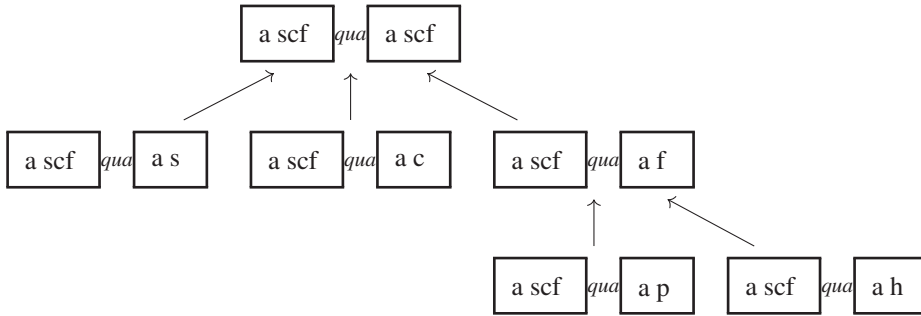 a scf qua a scf
a scf qua a s a scf qua a c a scf qua a f
a scf qua a p a scf qua a h